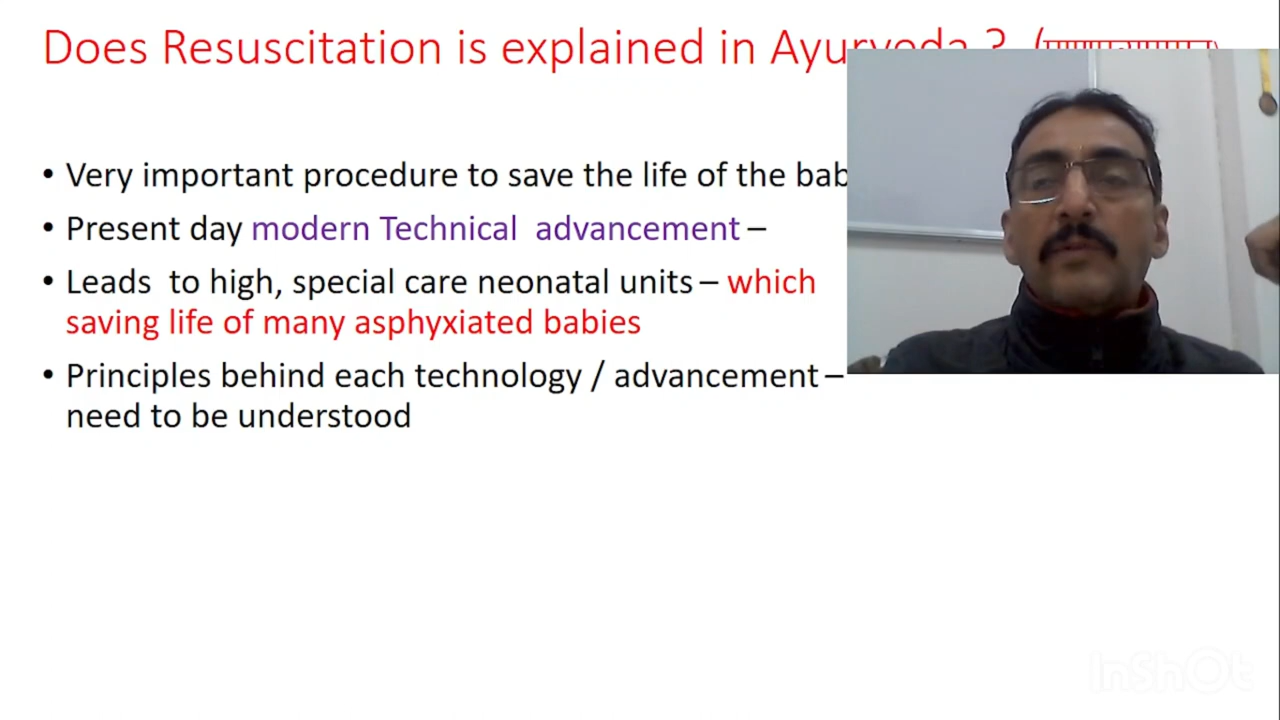 Does Resuscitation is explained in Ayurveda ? (
• Very important procedure to save the life of the bab
• Present day modern Technical advancement –
• Leads to high, special care neonatal units – which
saving life of many asphyxiated babies
• Principles behind each technology / advancement –
need to be understood
InShOt